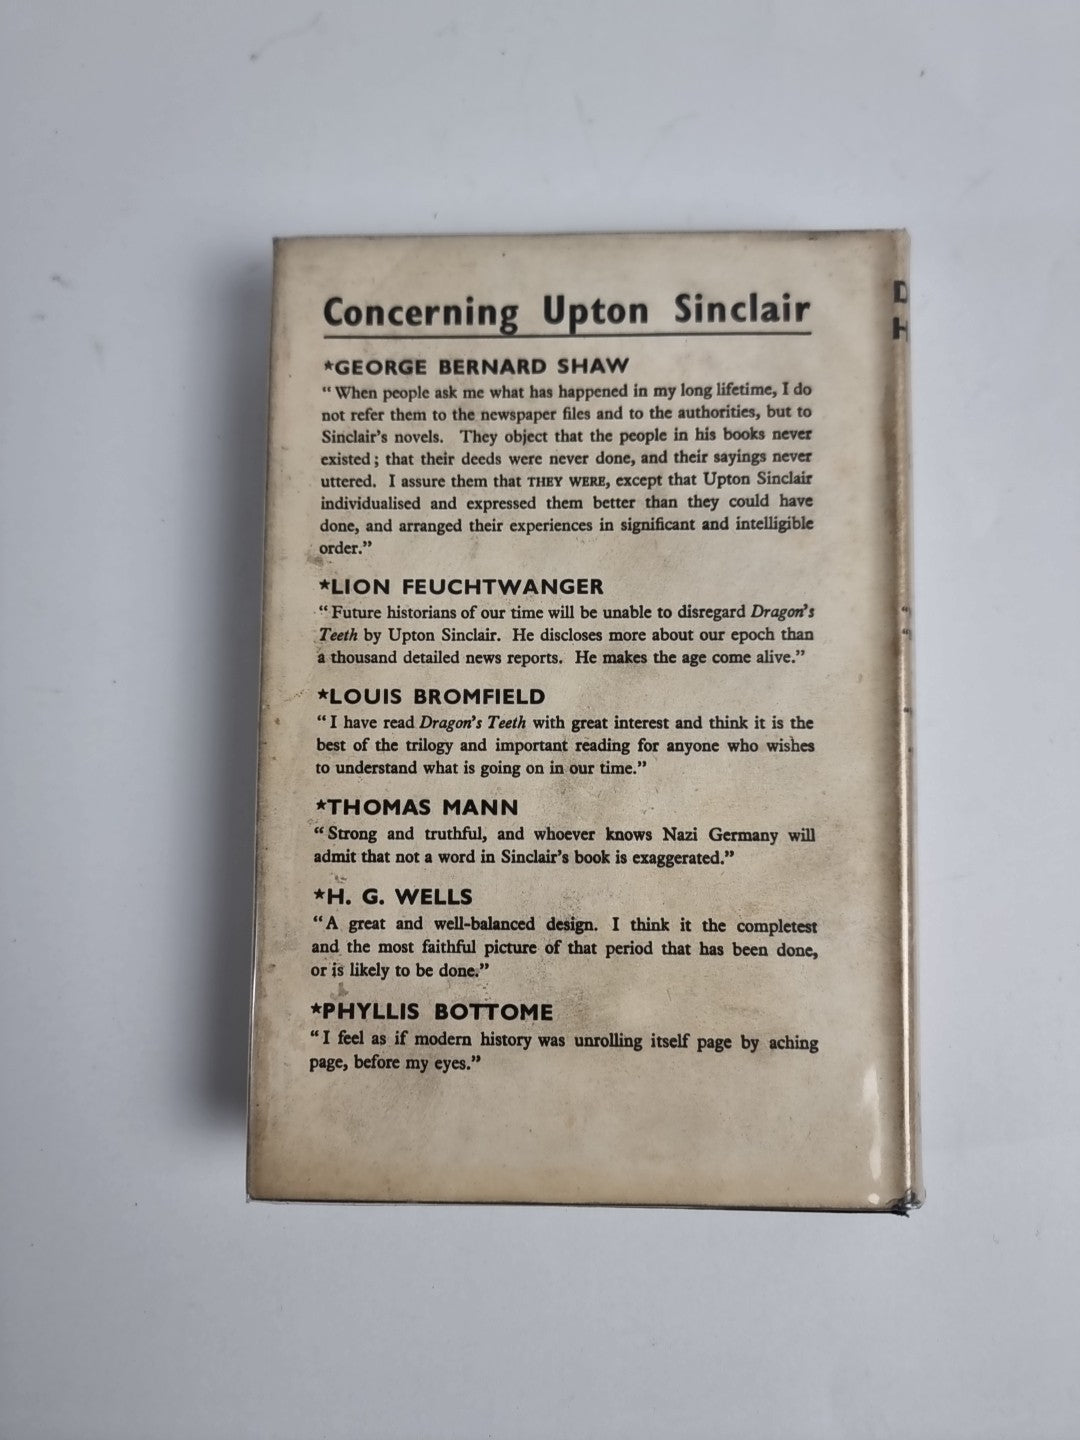 Concerning Upton Sinclair
★GEORGE BERNARD SHAW
“When people ask me what has happened in my long lifetime, I do
not refer them to the newspaper files and to the authorities, but to
Sinclair’s novels. They object that the people in his books never
existed; that their deeds were never done, and their sayings never
uttered. I assure them that THEY WERE, except that Upton Sinclair
individualised and expressed them better than they could have
done, and arranged their experiences in significant and intelligible
order.”
★LION FEUCHTWANGER
“Future historians of our time will be unable to disregard Dragon’s
Teeth by Upton Sinclair. He discloses more about our epoch than
a thousand detailed news reports. He makes the age come alive.”
★LOUIS BROMFIELD
“I have read Dragon’s Teeth with great interest and think it is the
best of the trilogy and important reading for anyone who wishes
to understand what is going on in our time.”
★THOMAS MANN
“Strong and truthful, and whoever knows Nazi Germany will
admit that not a word in Sinclair’s book is exaggerated.”
★H. G. WELLS
“A great and well-balanced design. I think it the completest
and the most faithful picture of that period that has been done,
or is likely to be done.”
★PHYLLIS BOTTOME
“I feel as if modern history was unrolling itself page by aching
page, before my eyes.”